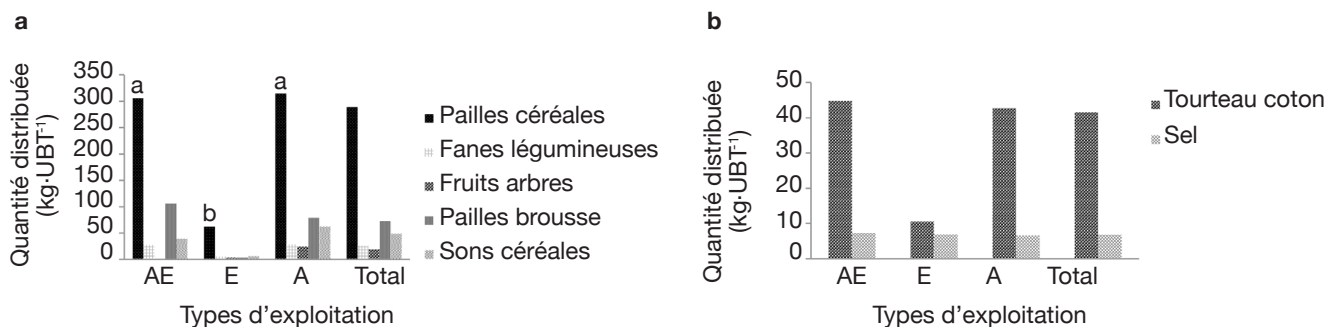 a
Quantité distribuée
(kg·UBT-1)
350
300
250
200
150
100
50
0
a
b
a
AE E A Total
Types d'exploitation
Pailles céréales
Fanes légumineuses
Fruits arbres
Pailles brousse
Sons céréales
b
Quantité distribuée
(kg·UBT-1)
50
40
30
20
10
0
AE E A Total
Types d'exploitation
Tourteau coton
Sel